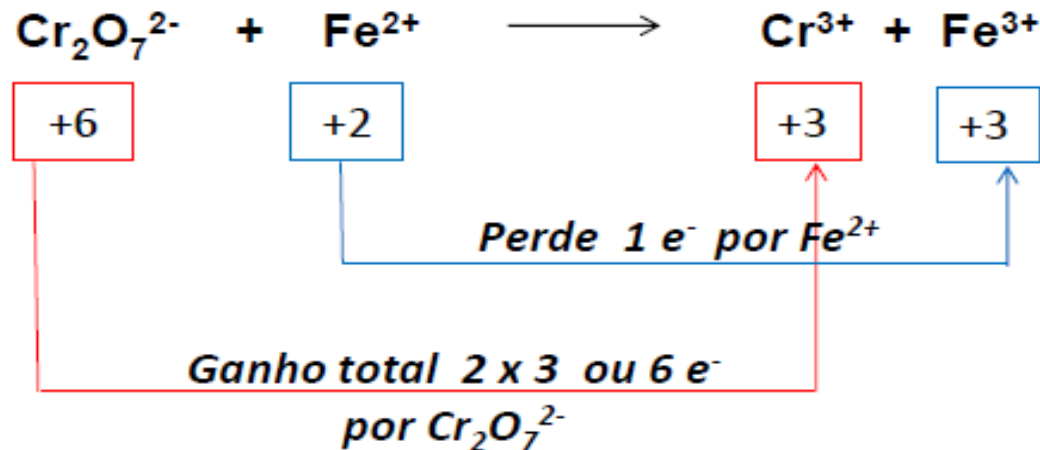 Cr₂O₇²⁻ + Fe²⁺ ⟶ Cr³⁺ + Fe³⁺
+6 +2 +3 +3
Perde 1 e⁻ por Fe²⁺
Ganho total 2 x 3 ou 6 e⁻
por Cr₂O₇²⁻